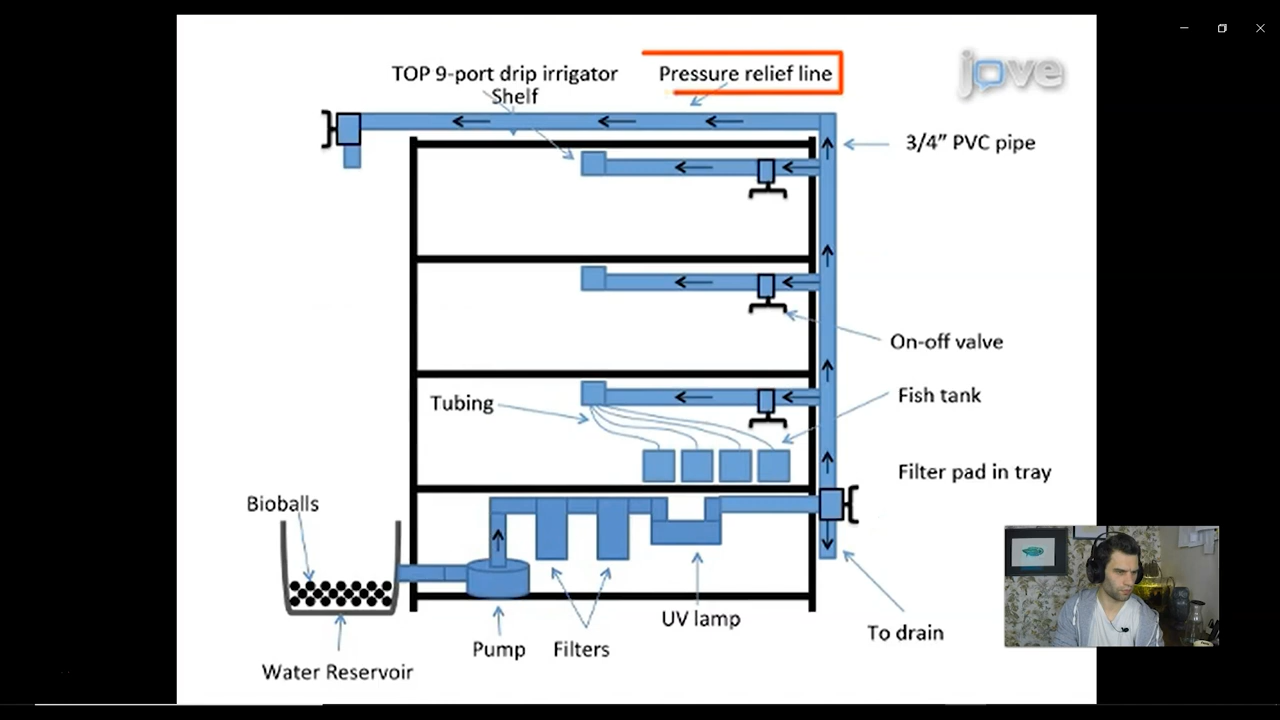 TOP 9-port drip irrigator
Shelf
Pressure relief line
jove
3/4” PVC pipe
On-off valve
Tubing
Fish tank
Filter pad in tray
Bioballs
UV lamp
To drain
Pump
Filters
Water Reservoir